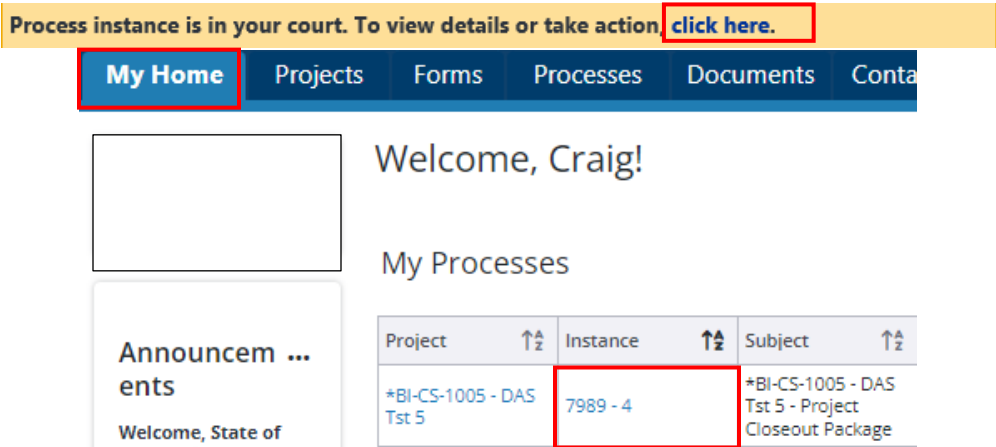 Process instance is in your court. To view details or take action, click here.
My Home Projects Forms Processes Documents Conta
Welcome, Craig!
My Processes
Announcem ...
ents
Welcome, State of
Project Instance Subject
*BI-CS-1005 - DAS
Tst 5
7989 - 4
*BI-CS-1005 - DAS
Tst 5 - Project
Closeout Package